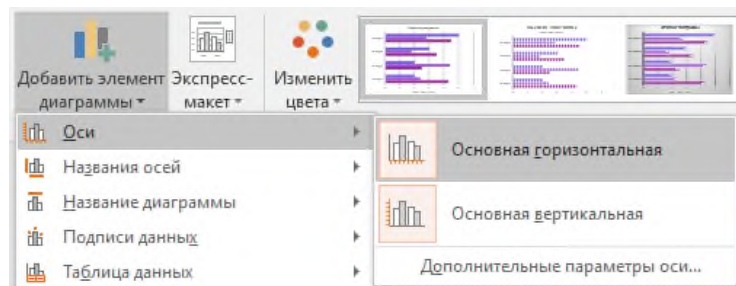 Добавить элемент диаграммы
Экспресс-макет
Изменить цвета
Оси
Названия осей
Название диаграммы
Подписи данных
Таблица данных
Основная горизонтальная
Основная вертикальная
Дополнительные параметры оси...